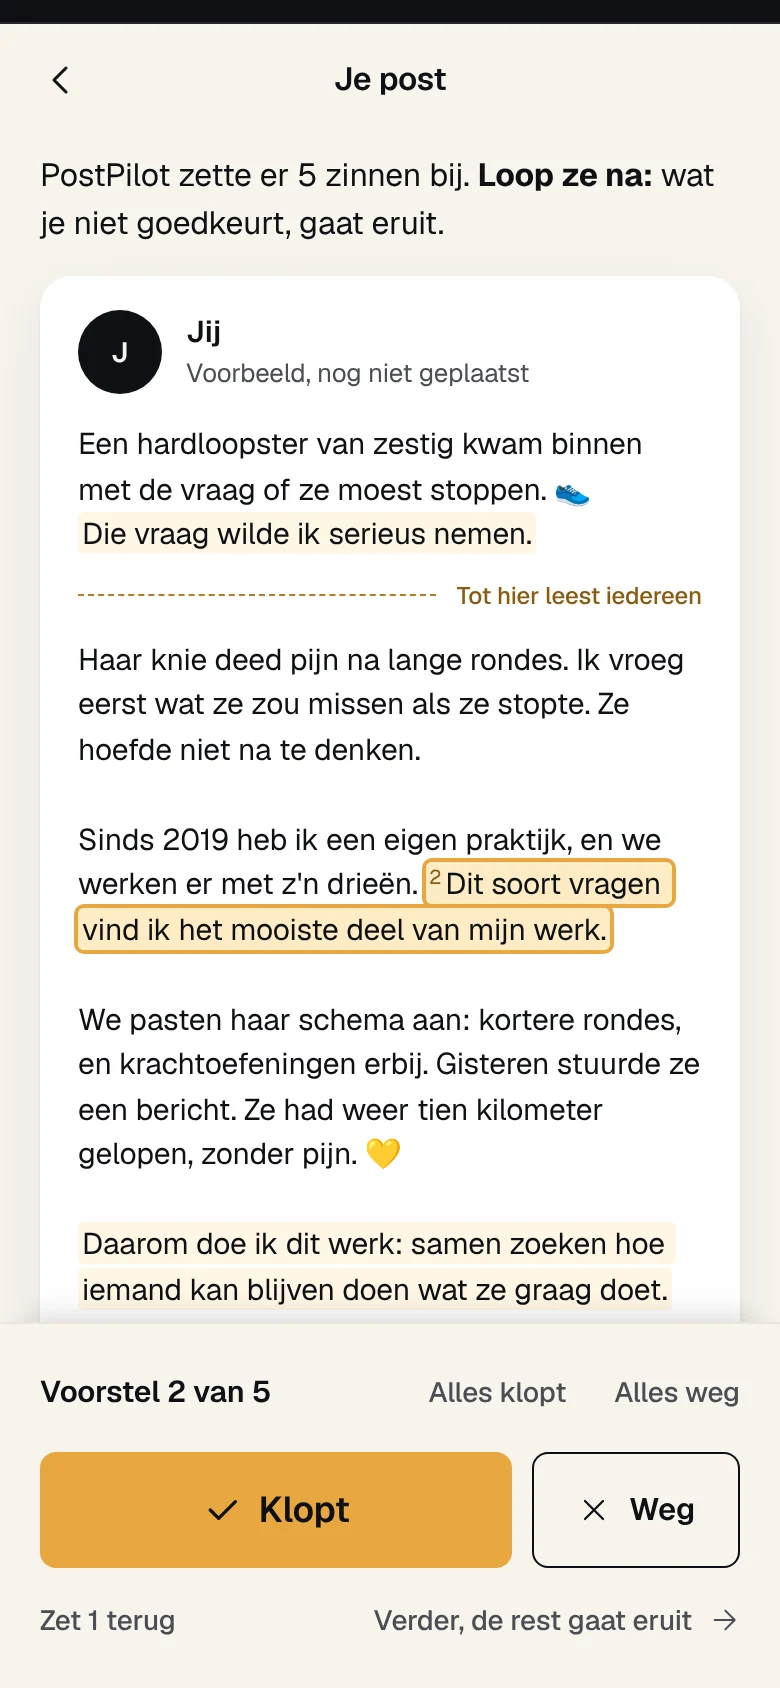 Je post
PostPilot zette er 5 zinnen bij. Loop ze na: wat
je niet goedkeurt, gaat eruit.
J
Jij
Voorbeeld, nog niet geplaatst
Een hardloopster van zestig kwam binnen
met de vraag of ze moest stoppen. 👟
Die vraag wilde ik serieus nemen.
Tot hier leest iedereen
Haar knie deed pijn na lange rondes. Ik vroeg
eerst wat ze zou missen als ze stopte. Ze
hoefde niet na te denken.
Sinds 2019 heb ik een eigen praktijk, en we
werken er met z'n drieën. 2 Dit soort vragen
vind ik het mooiste deel van mijn werk.
We pasten haar schema aan: kortere rondes,
en krachtoefeningen erbij. Gisteren stuurde ze
een bericht. Ze had weer tien kilometer
gelopen, zonder pijn. 💛
Daarom doe ik dit werk: samen zoeken hoe
iemand kan blijven doen wat ze graag doet.
Voorstel 2 van 5
Alles klopt
Alles weg
Klopt
Weg
Zet 1 terug
Verder, de rest gaat eruit →